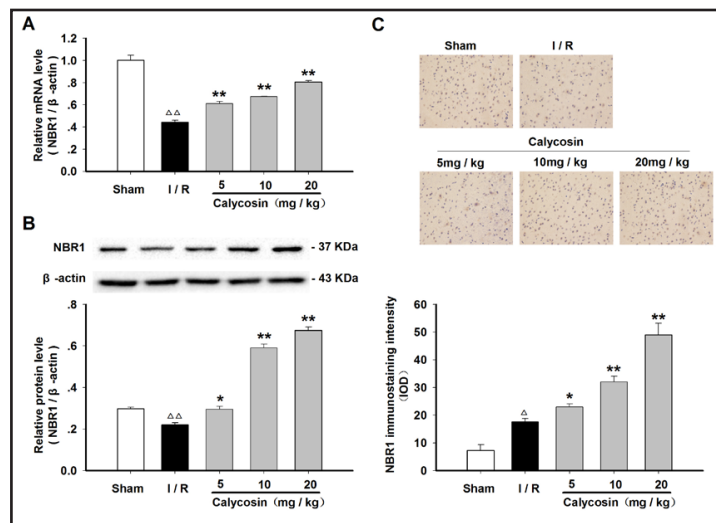 A
Relative mRNA levle
( NBR1 / β -actin )
1.2
1.0
.8
.6
.4
.2
0.0
△△
**
**
**
Sham
I / R
5
10
20
Calycosin（mg / kg）
B
NBR1
- 37 KDa
β -actin
- 43 KDa
Relative protein level
( NBR1 / β -actin )
.8
.6
.4
.2
0.0
△△
*
**
**
Sham
I / R
5
10
20
Calycosin（mg / kg）
C
Sham
I / R
Calycosin
5mg / kg
10mg / kg
20mg / kg
NBR1 immunostaining intensity
（IOD）
60
50
40
30
20
10
0
△
*
**
**
Sham
I / R
5
10
20
Calycosin（mg / kg）